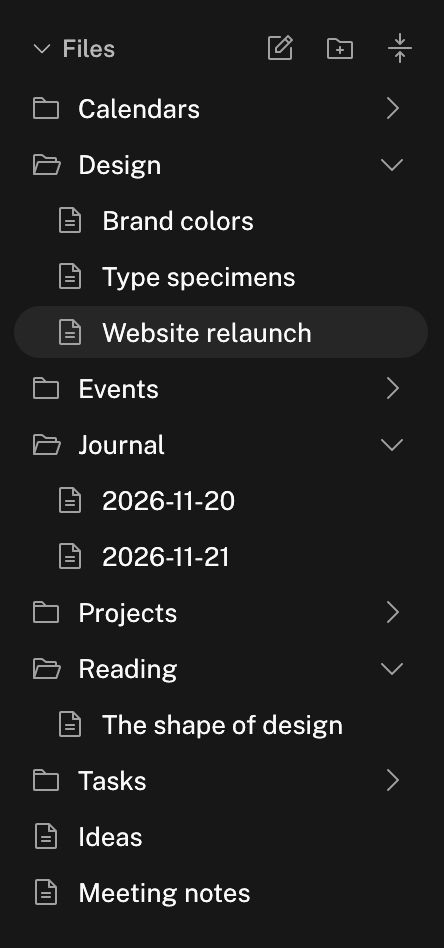 Files
Calendars
Design
Brand colors
Type specimens
Website relaunch
Events
Journal
2026-11-20
2026-11-21
Projects
Reading
The shape of design
Tasks
Ideas
Meeting notes